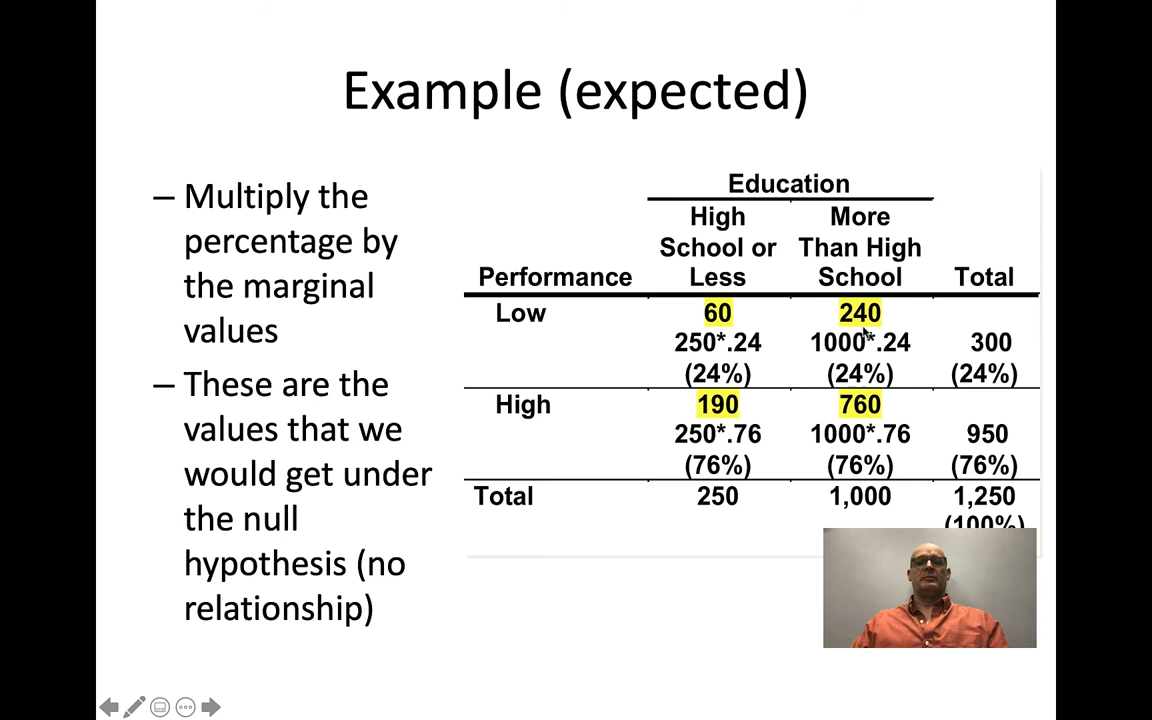 Example (expected)
– Multiply the
percentage by
the marginal
values
– These are the
values that we
would get under
the null
hypothesis (no
relationship)
Education
High More
School or Than High
Performance Less School Total
Low 60 240
250*.24 1000*.24 300
(24%) (24%) (24%)
High 190 760
250*.76 1000*.76 950
(76%) (76%) (76%)
Total 250 1,000 1,250
(100%)